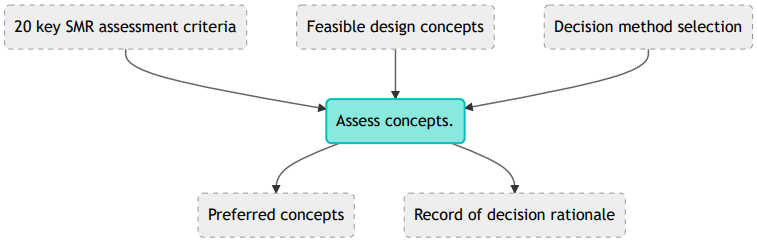 20 key SMR assessment criteria
Feasible design concepts
Decision method selection
Assess concepts.
Preferred concepts
Record of decision rationale